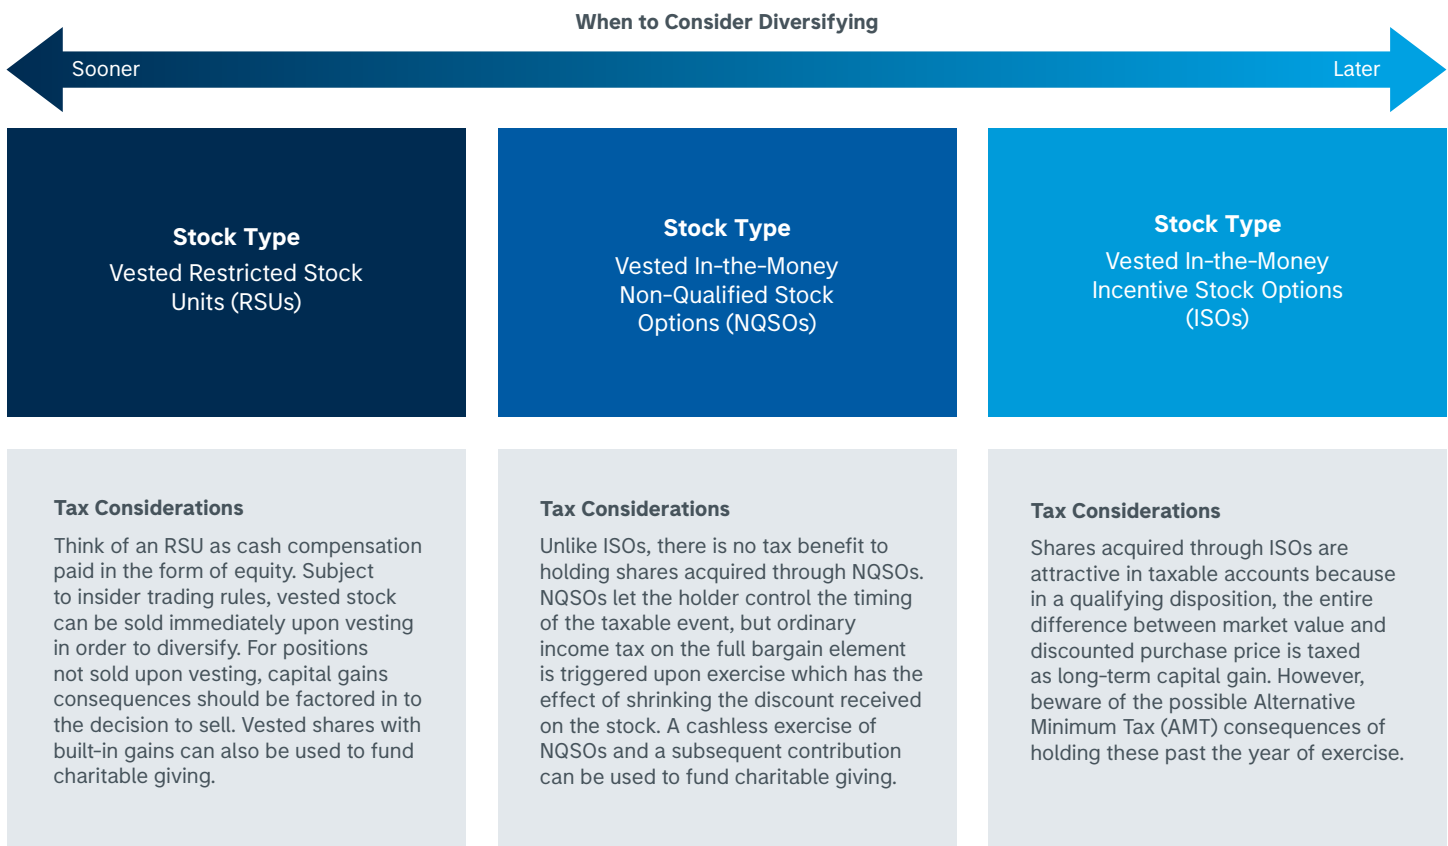 When to Consider Diversifying
Sooner
Later
Stock Type
Vested Restricted Stock
Units (RSUs)
Stock Type
Vested In-the-Money
Non-Qualified Stock
Options (NQSOs)
Stock Type
Vested In-the-Money
Incentive Stock Options
(ISOs)
Tax Considerations
Think of an RSU as cash compensation
paid in the form of equity. Subject
to insider trading rules, vested stock
can be sold immediately upon vesting
in order to diversify. For positions
not sold upon vesting, capital gains
consequences should be factored in to
the decision to sell. Vested shares with
built-in gains can also be used to fund
charitable giving.
Tax Considerations
Unlike ISOs, there is no tax benefit to
holding shares acquired through NQSOs.
NQSOs let the holder control the timing
of the taxable event, but ordinary
income tax on the full bargain element
is triggered upon exercise which has the
effect of shrinking the discount received
on the stock. A cashless exercise of
NQSOs and a subsequent contribution
can be used to fund charitable giving.
Tax Considerations
Shares acquired through ISOs are
attractive in taxable accounts because
in a qualifying disposition, the entire
difference between market value and
discounted purchase price is taxed
as long-term capital gain. However,
beware of the possible Alternative
Minimum Tax (AMT) consequences of
holding these past the year of exercise.